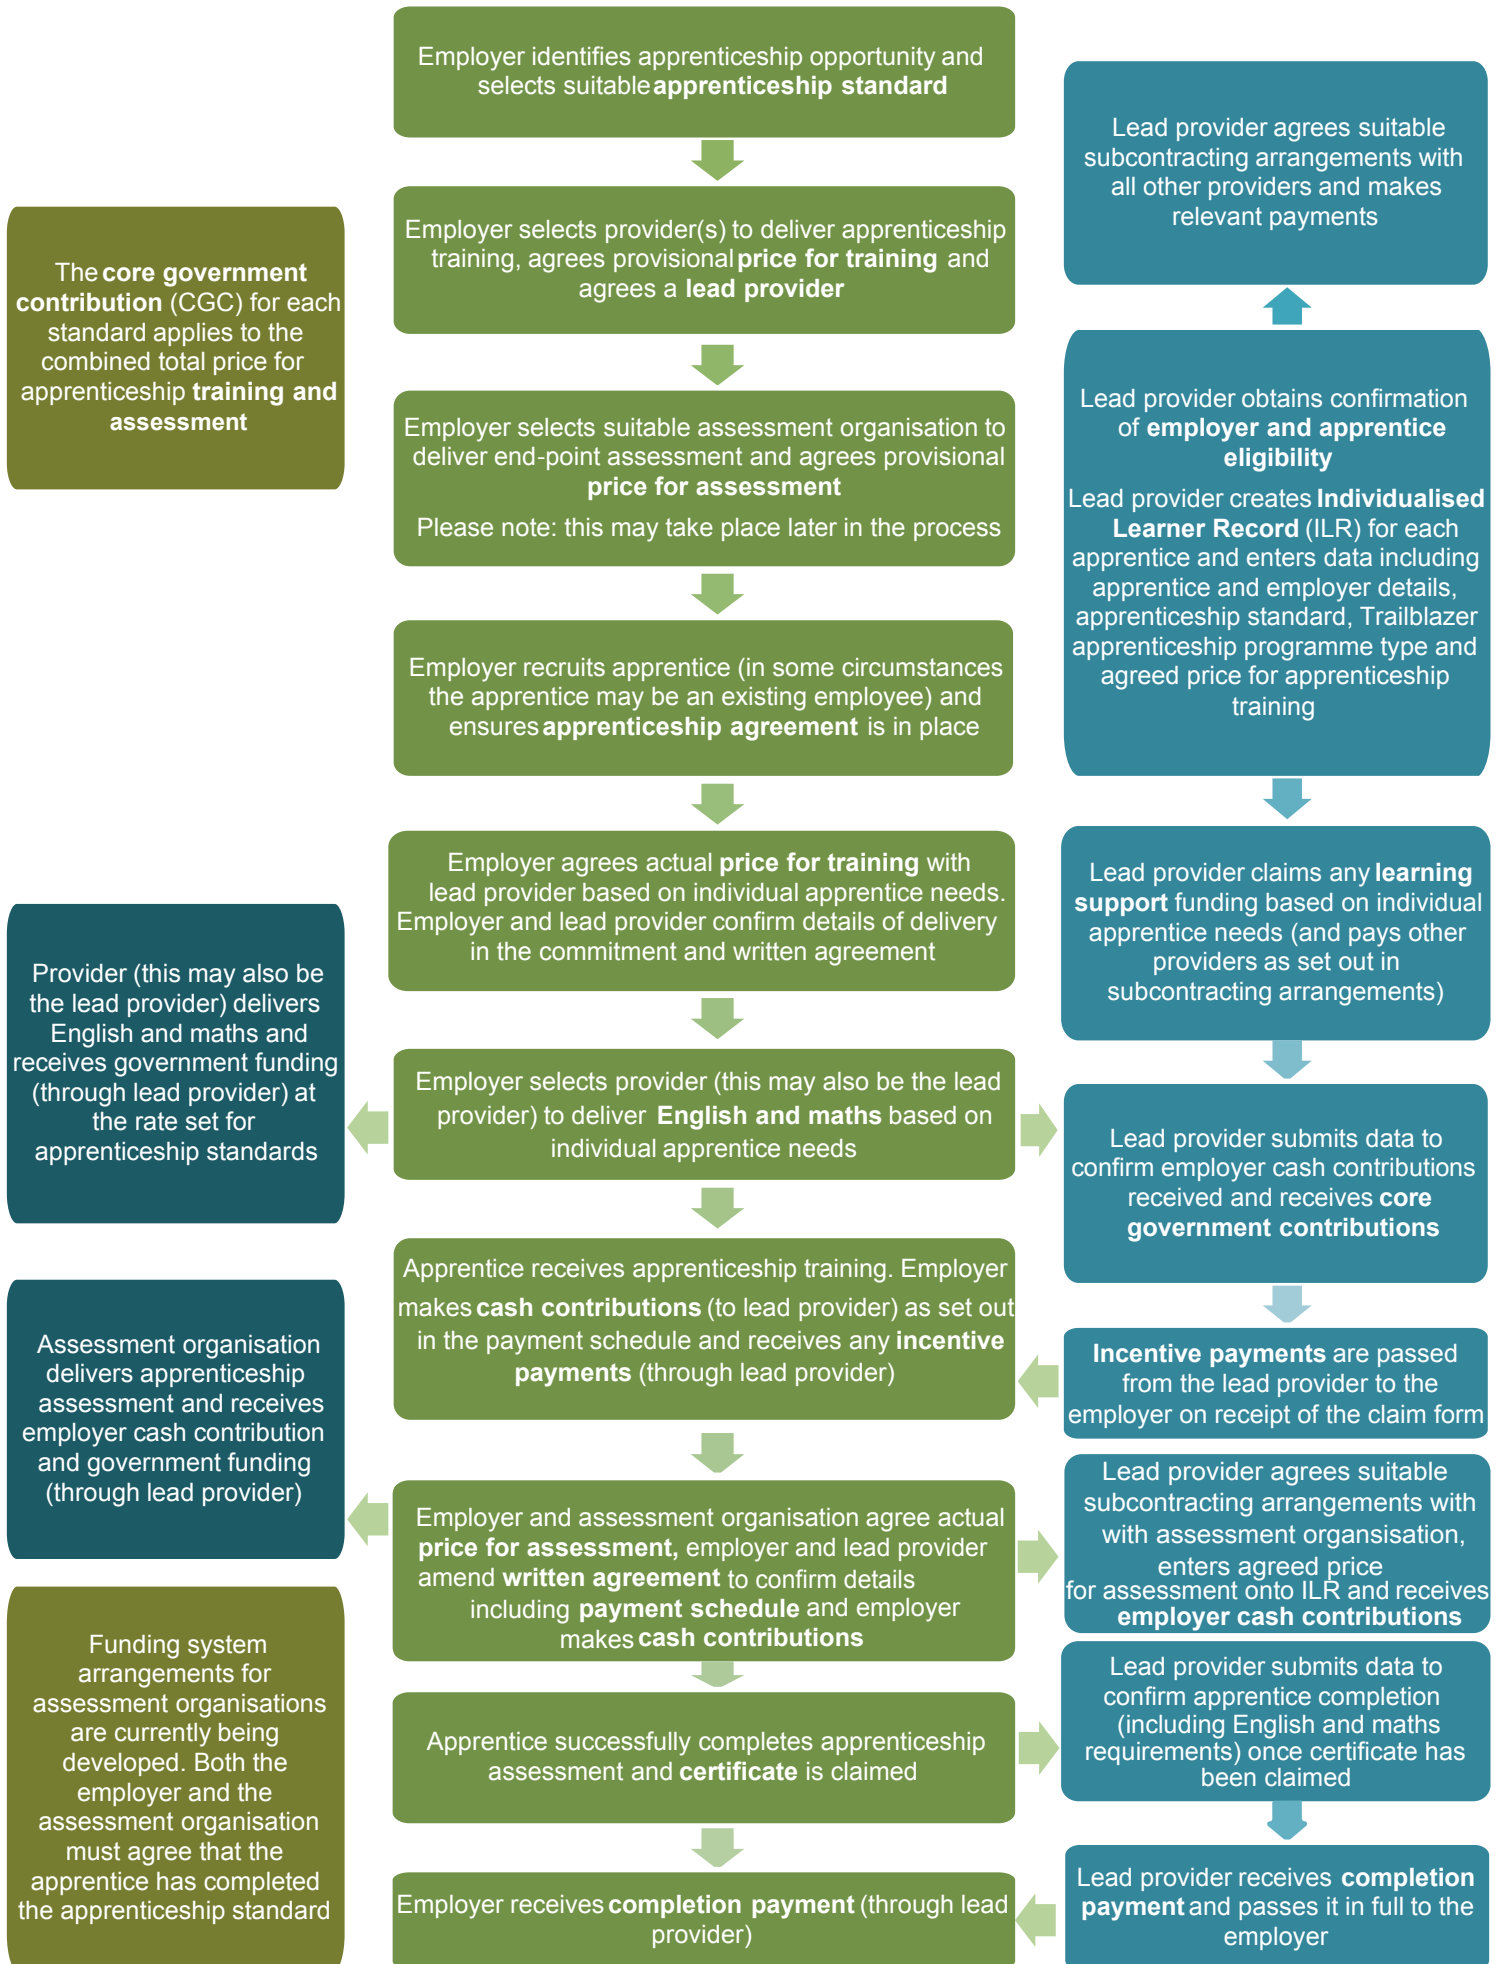 Employer identifies apprenticeship opportunity and
selects suitable apprenticeship standard
Employer selects provider(s) to deliver apprenticeship
training, agrees provisional price for training and
agrees a lead provider
Employer selects suitable assessment organisation to
deliver end-point assessment and agrees provisional
price for assessment
Please note: this may take place later in the process
Employer recruits apprentice (in some circumstances
the apprentice may be an existing employee) and
ensures apprenticeship agreement is in place
Employer agrees actual price for training with
lead provider based on individual apprentice needs.
Employer and lead provider confirm details of delivery
in the commitment and written agreement
Employer selects provider (this may also be the lead
provider) to deliver English and maths based on
individual apprentice needs
Apprentice receives apprenticeship training. Employer
makes cash contributions (to lead provider) as set out
in the payment schedule and receives any incentive
payments (through lead provider)
Employer and assessment organisation agree actual
price for assessment, employer and lead provider
amend written agreement to confirm details
including payment schedule and employer
makes cash contributions
Apprentice successfully completes apprenticeship
assessment and certificate is claimed
Employer receives completion payment (through lead
provider)
The core government
contribution (CGC) for each
standard applies to the
combined total price for
apprenticeship training and
assessment
Provider (this may also be
the lead provider) delivers
English and maths and
receives government funding
(through lead provider) at
the rate set for
apprenticeship standards
Assessment organisation
delivers apprenticeship
assessment and receives
employer cash contribution
and government funding
(through lead provider)
Funding system
arrangements for
assessment organisations
are currently being
developed. Both the
employer and the
assessment organisation
must agree that the
apprentice has completed
the apprenticeship standard
Lead provider agrees suitable
subcontracting arrangements with
all other providers and makes
relevant payments
Lead provider obtains confirmation
of employer and apprentice
eligibility
Lead provider creates Individualised
Learner Record (ILR) for each
apprentice and enters data including
apprentice and employer details,
apprenticeship standard, Trailblazer
apprenticeship programme type and
agreed price for apprenticeship
training
Lead provider claims any learning
support funding based on individual
apprentice needs (and pays other
providers as set out in
subcontracting arrangements)
Lead provider submits data to
confirm employer cash contributions
received and receives core
government contributions
Incentive payments are passed
from the lead provider to the
employer on receipt of the claim form
Lead provider agrees suitable
subcontracting arrangements with
with assessment organsisation,
enters agreed price
for assessment onto ILR and receives
employer cash contributions
Lead provider submits data to
confirm apprentice completion
(including English and maths
requirements) once certificate has
been claimed
Lead provider receives completion
payment and passes it in full to the
employer